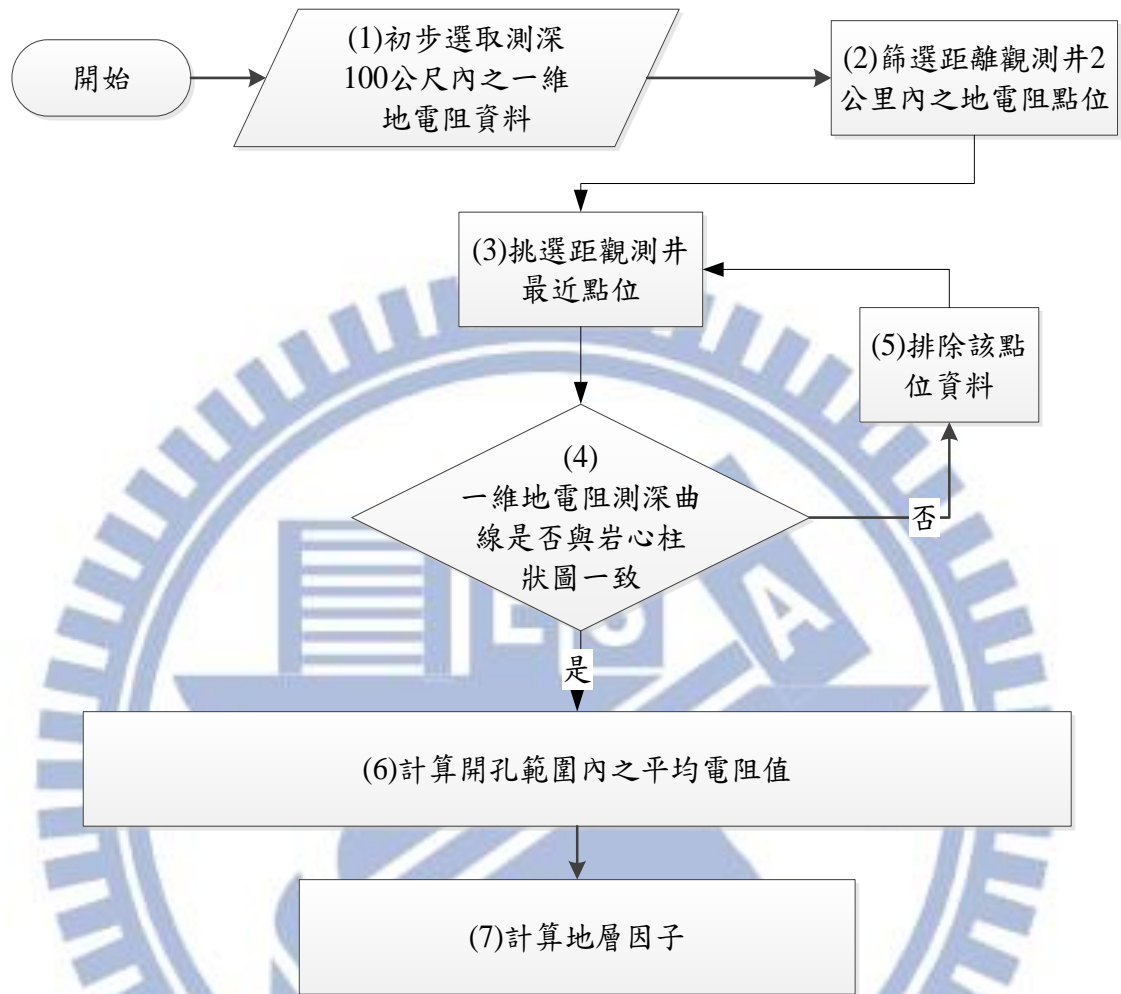 開始
(1)初步選取測深
100公尺內之一維
地電阻資料
(2)篩選距離觀測井2
公里內之地電阻點位
(3)挑選距觀測井
最近點位
(5)排除該點
位資料
(4)
一維地電阻測深曲
線是否與岩心柱
狀圖一致
否
E S A
是
(6)計算開孔範圍內之平均電阻值
(7)計算地層因子